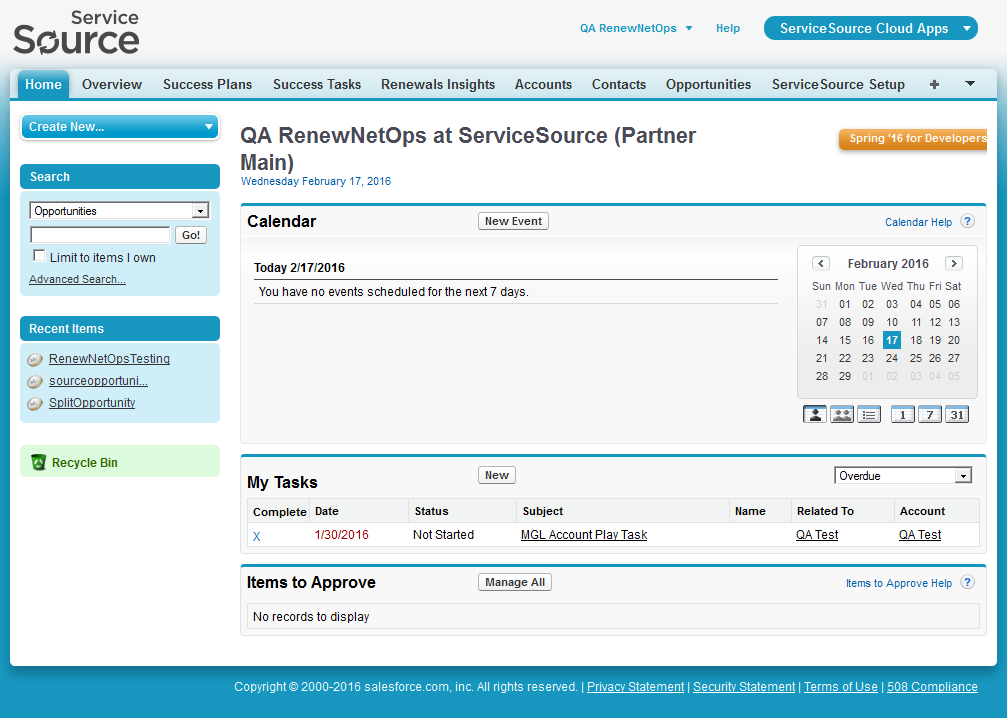 Service
Source
QA RenewNetOps
Help
ServiceSource Cloud Apps
Home
Overview
Success Plans
Success Tasks
Renewals Insights
Accounts
Contacts
Opportunities
ServiceSource Setup
+
Create New...
Search
Opportunities
Go!
Limit to items I own
Advanced Search...
Recent Items
RenewNetOpsTesting
sourceopportuni...
SplitOpportunity
Recycle Bin
QA RenewNetOps at ServiceSource (Partner
Main)
Wednesday February 17, 2016
Spring '16 for Developers
Calendar
New Event
Calendar Help ?
Today 2/17/2016
You have no events scheduled for the next 7 days.
February 2016
Sun Mon Tue Wed Thu Fri Sat
31 01 02 03 04 05 06
07 08 09 10 11 12 13
14 15 16 17 18 19 20
21 22 23 24 25 26 27
28 29 01 02 03 04 05
1 7 31
My Tasks
New
Overdue
Complete Date Status Subject Name Related To Account
X 1/30/2016 Not Started MGL Account Play Task QA Test QA Test
Items to Approve
Manage All
Items to Approve Help ?
No records to display
Copyright © 2000-2016 salesforce.com, inc. All rights reserved. | Privacy Statement | Security Statement | Terms of Use | 508 Compliance